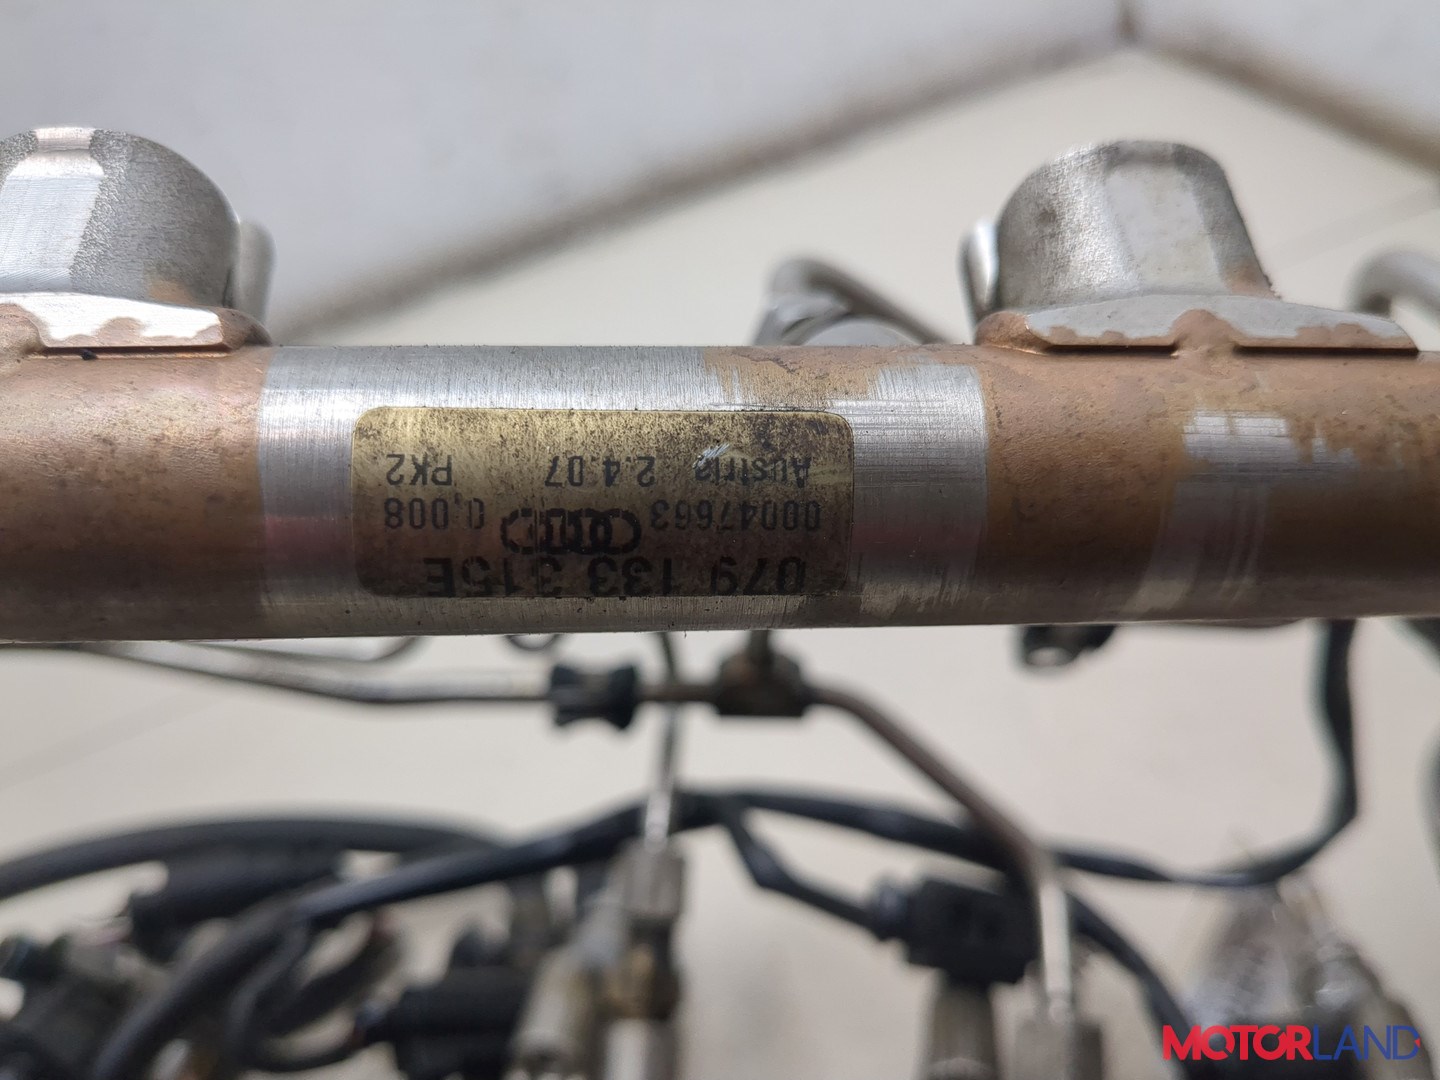 079 133 315E
00047663 0,008
Austria 2.4.07 PK2
MOTORLAND